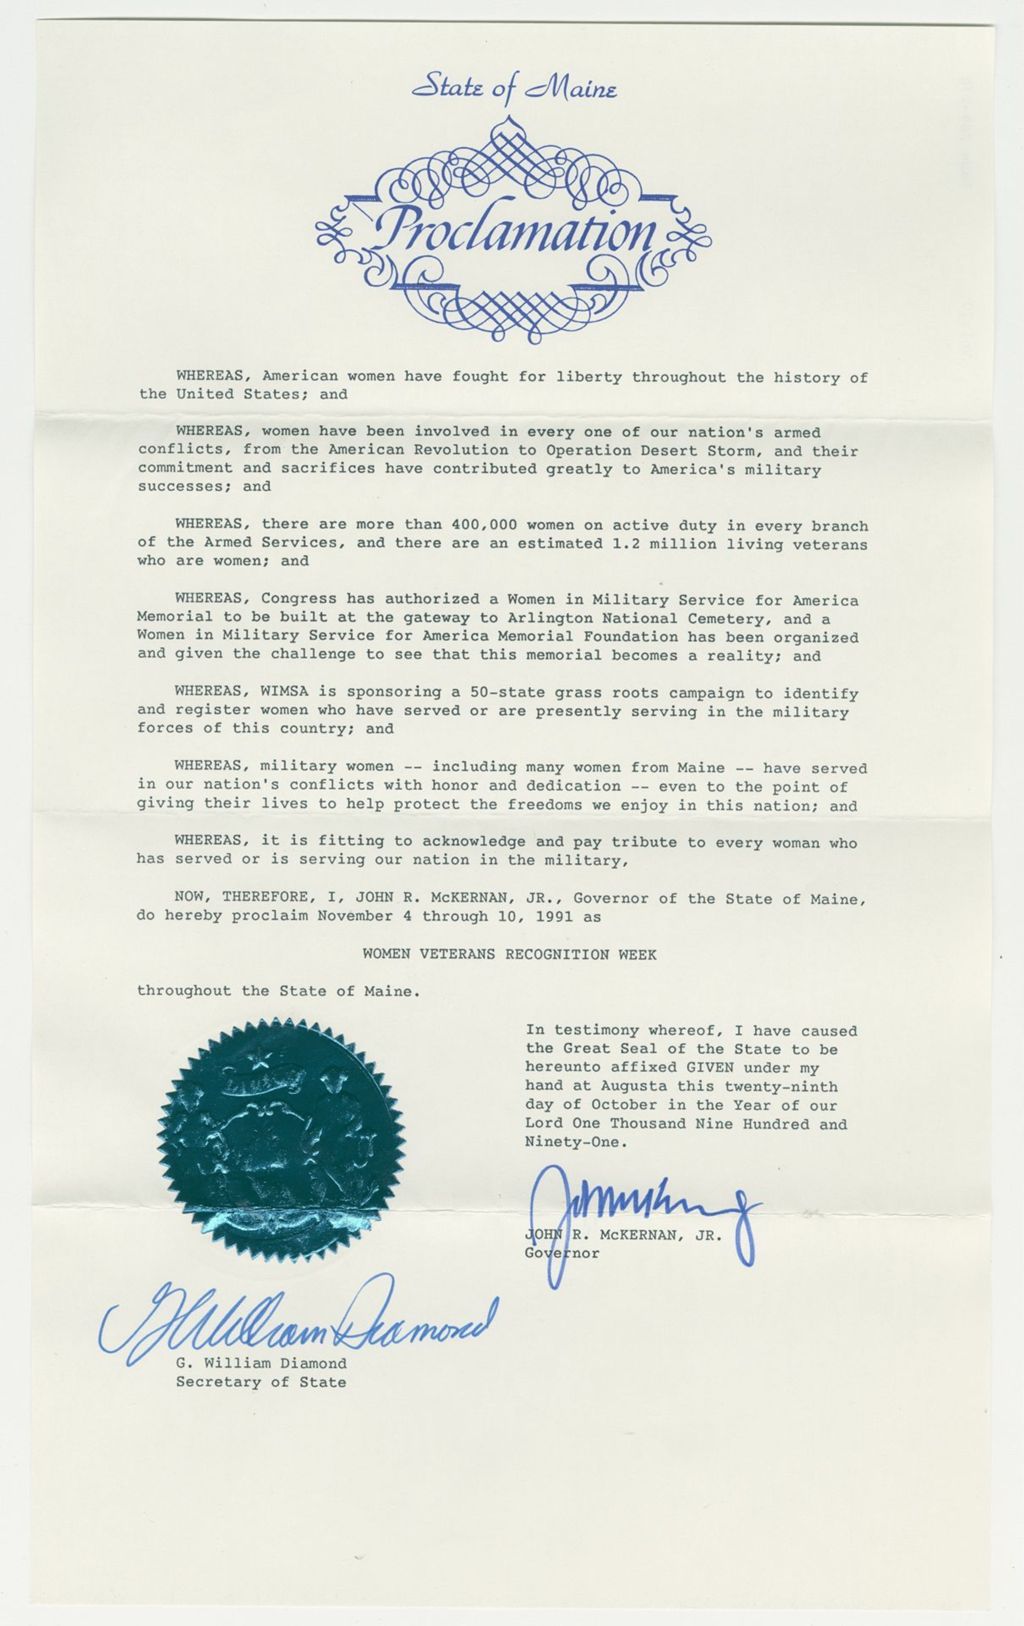 State of Maine
Proclamation
WHEREAS, American women have fought for liberty throughout the history of
the United States; and
WHEREAS, women have been involved in every one of our nation's armed
conflicts, from the American Revolution to Operation Desert Storm, and their
commitment and sacrifices have contributed greatly to America's military
successes; and
WHEREAS, there are more than 400,000 women on active duty in every branch
of the Armed Services, and there are an estimated 1.2 million living veterans
who are women; and
WHEREAS, Congress has authorized a Women in Military Service for America
Memorial to be built at the gateway to Arlington National Cemetery, and a
Women in Military Service for America Memorial Foundation has been organized
and given the challenge to see that this memorial becomes a reality; and
WHEREAS, WIMSA is sponsoring a 50-state grass roots campaign to identify
and register women who have served or are presently serving in the military
forces of this country; and
WHEREAS, military women -- including many women from Maine -- have served
in our nation's conflicts with honor and dedication -- even to the point of
giving their lives to help protect the freedoms we enjoy in this nation; and
WHEREAS, it is fitting to acknowledge and pay tribute to every woman who
has served or is serving our nation in the military,
NOW, THEREFORE, I, JOHN R. McKERNAN, JR., Governor of the State of Maine,
do hereby proclaim November 4 through 10, 1991 as
WOMEN VETERANS RECOGNITION WEEK
throughout the State of Maine.
In testimony whereof, I have caused
the Great Seal of the State to be
hereunto affixed GIVEN under my
hand at Augusta this twenty-ninth
day of October in the Year of our
Lord One Thousand Nine Hundred and
Ninety-One.
JOHN R. McKERNAN, JR.
Governor
G William Diamond
G. William Diamond
Secretary of State